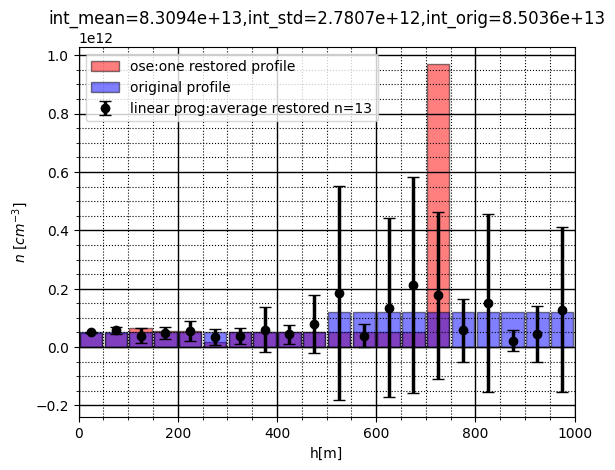 int_mean=8.3094e+13,int_std=2.7807e+12,int_orig=8.5036e+13
1e12
ose:one restored profile
original profile
linear prog:average restored n=13
1.0
0.8
0.6
0.4
0.2
0.0
−0.2
n [cm⁻³]
0 200 400 600 800 1000
h[m]